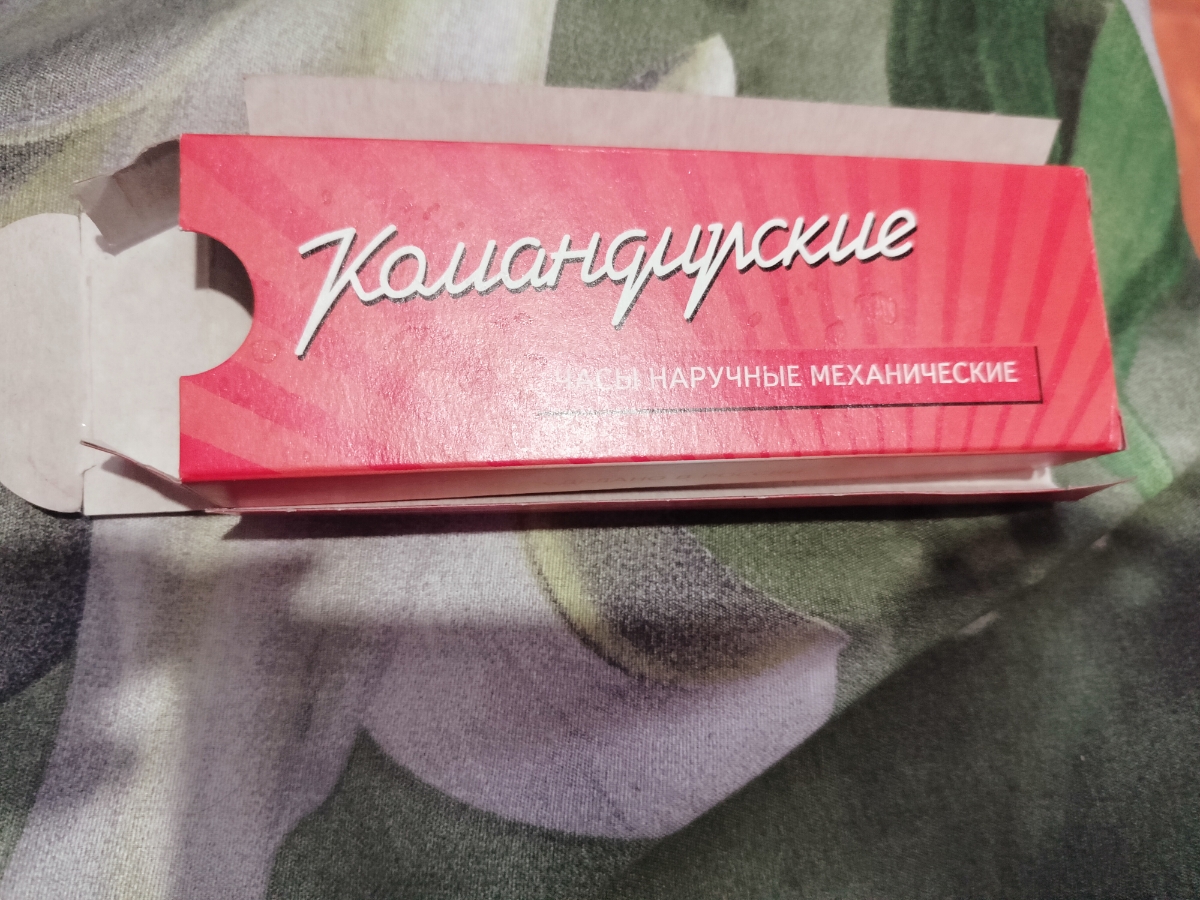 Командирские
ЧАСЫ НАРУЧНЫЕ МЕХАНИЧЕСКИЕ